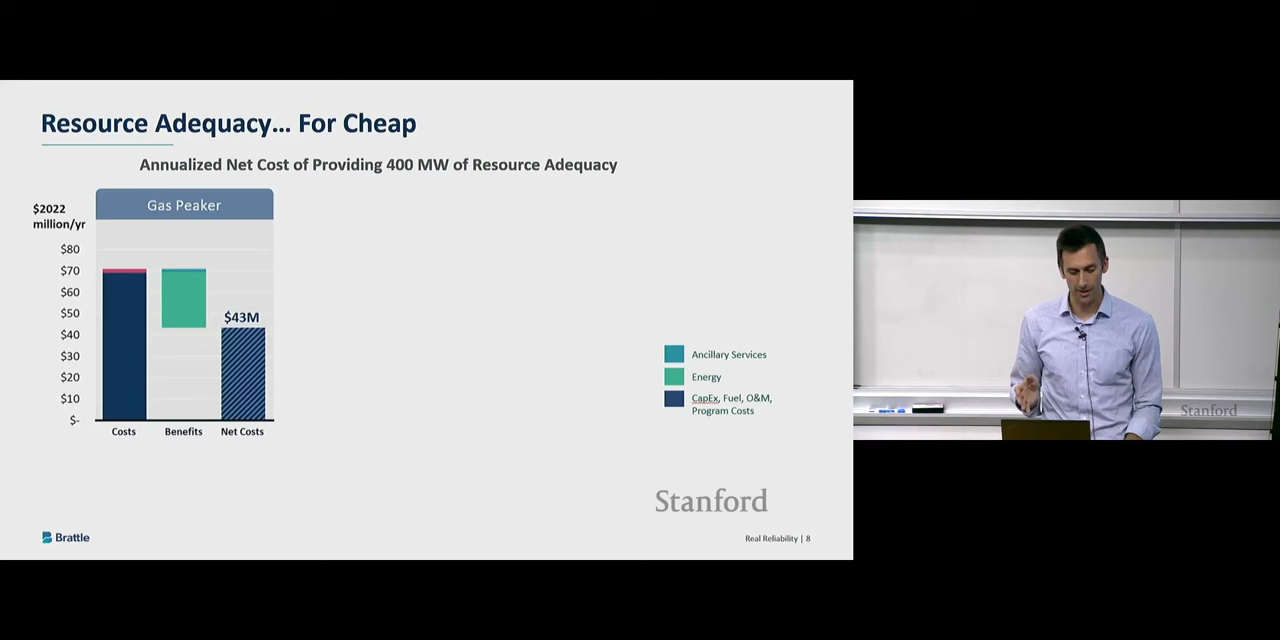 Resource Adequacy... For Cheap
Annualized Net Cost of Providing 400 MW of Resource Adequacy
$2022
million/yr
Gas Peaker
$80
$70
$60
$50
$40
$30
$20
$10
$-
$43M
Costs
Benefits
Net Costs
Ancillary Services
Energy
CapEx, Fuel, O&M,
Program Costs
Stanford
Brattle
Real Reliability | 8
Stanford